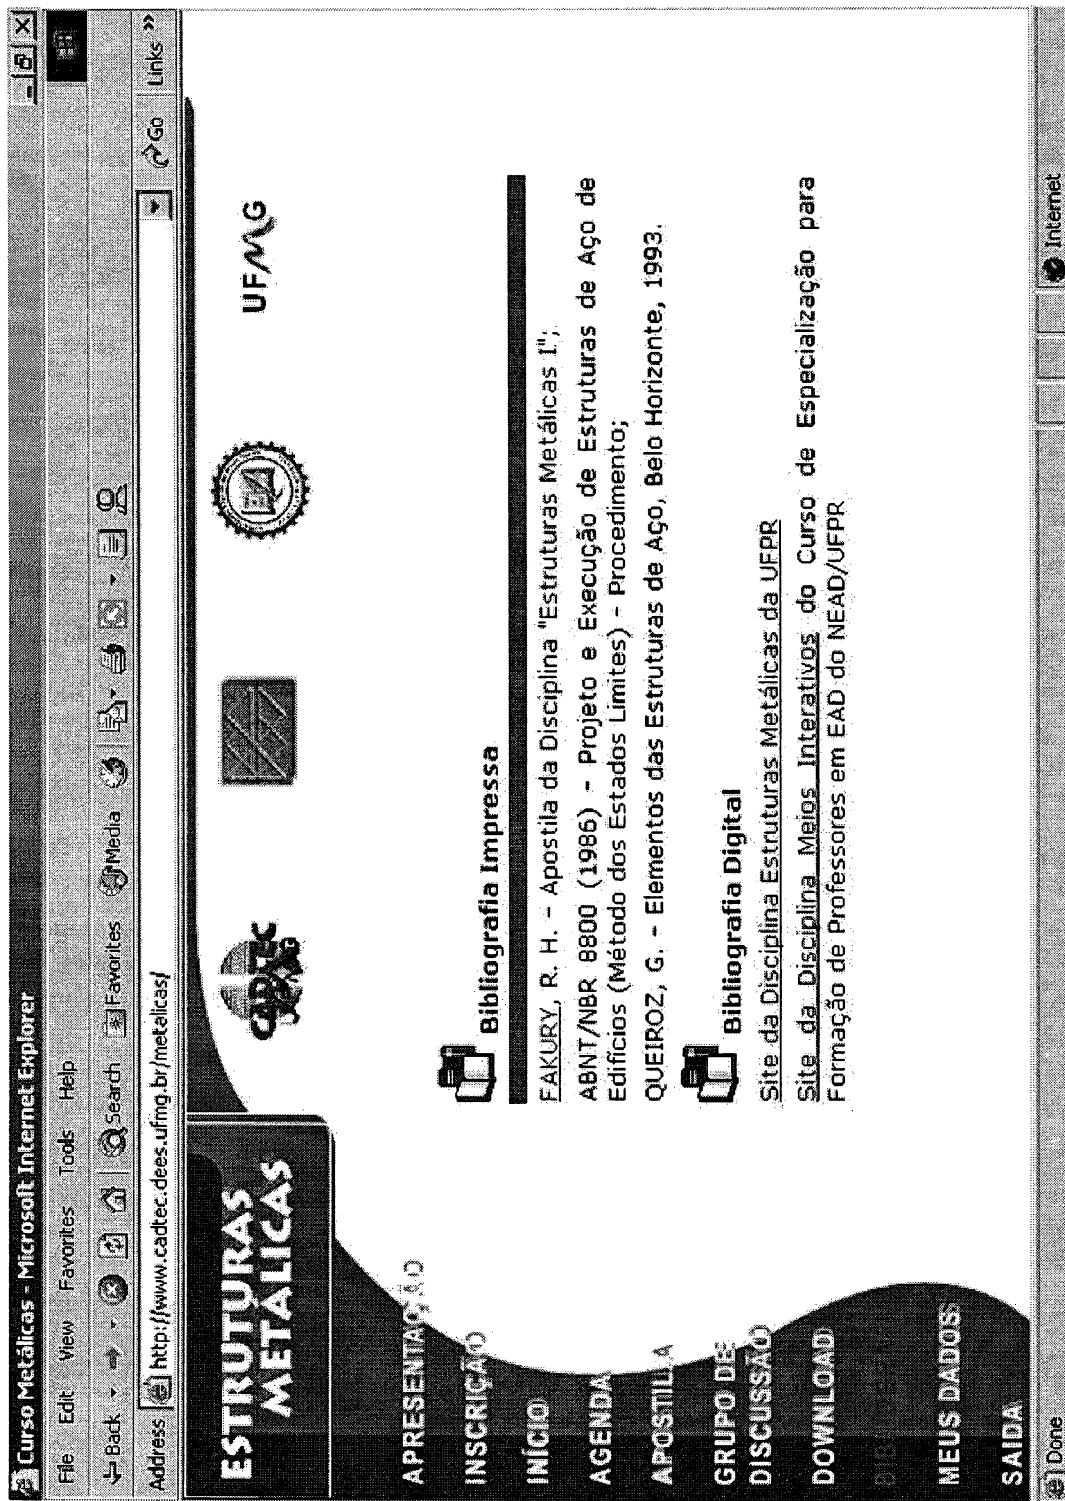 Curso Metálicas - Microsoft Internet Explorer
File Edit View Favorites Tools Help
Back Search Favorites Media
Address http://www.cadtec.dees.ufmg.br/metalicas/ Go Links »
ESTRUTURAS
METÁLICAS
CADTEC
UFMG
APRESENTAÇÃO
INSCRIÇÃO
INÍCIO
AGENDA
APOSTILA
GRUPO DE
DISCUSSÃO
DOWNLOAD
MEUS DADOS
SAIDA
Bibliografia Impressa
FAKURY, R. H. - Apostila da Disciplina "Estruturas Metálicas I";
ABNT/NBR 8800 (1986) - Projeto e Execução de Estruturas de Aço de
Edifícios (Método dos Estados Limites) - Procedimento;
QUEIROZ, G. - Elementos das Estruturas de Aço, Belo Horizonte, 1993.
Bibliografia Digital
Site da Disciplina Estruturas Metálicas da UFPR
Site da Disciplina Meios Interativos do Curso de Especialização para
Formação de Professores em EAD do NEAD/UFPR
Done Internet